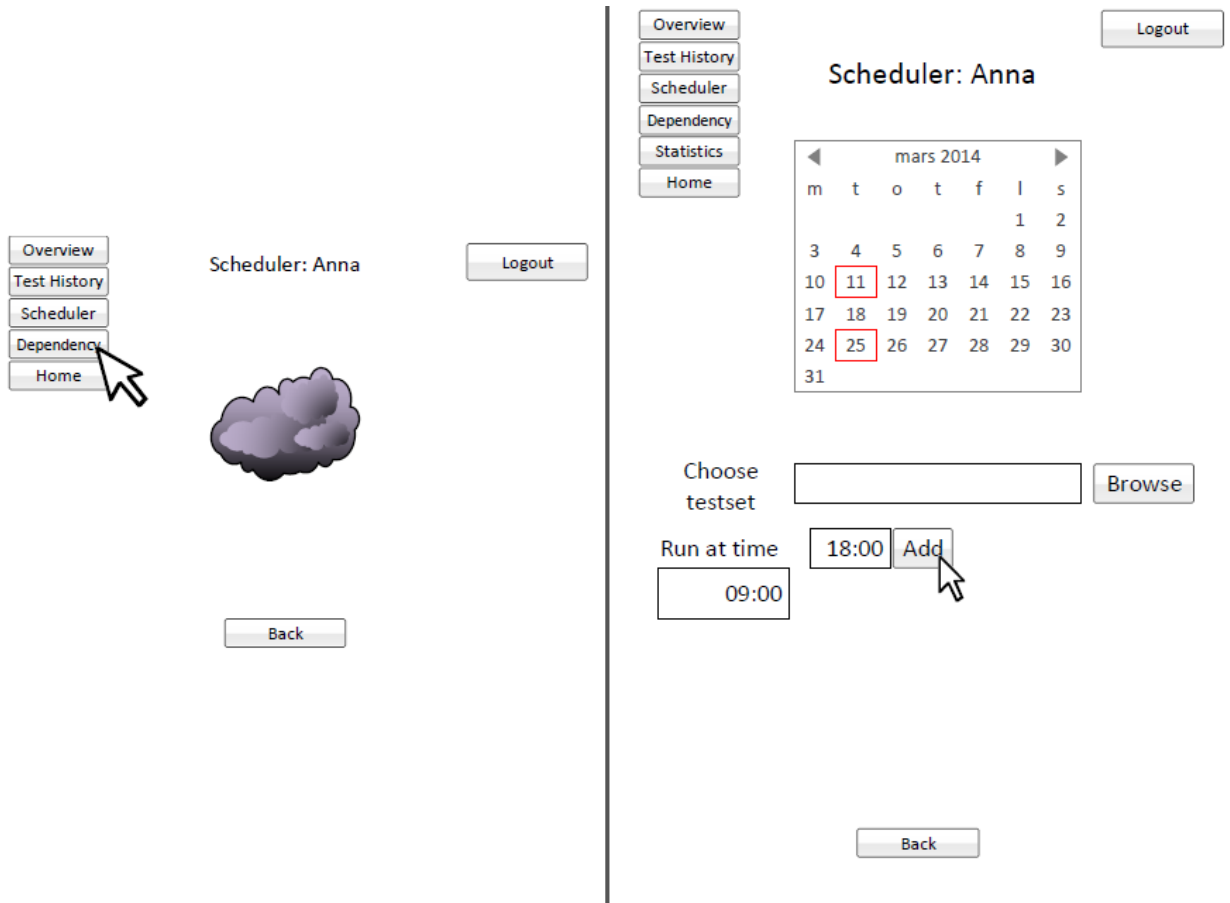 Overview
Test History
Scheduler
Dependency
Home
Scheduler: Anna
Logout
Back
Overview
Test History
Scheduler
Dependency
Statistics
Home
Logout
Scheduler: Anna
mars 2014
m t o t f l s
1 2
3 4 5 6 7 8 9
10 11 12 13 14 15 16
17 18 19 20 21 22 23
24 25 26 27 28 29 30
31
Choose
testset
Browse
Run at time
18:00
Add
09:00
Back